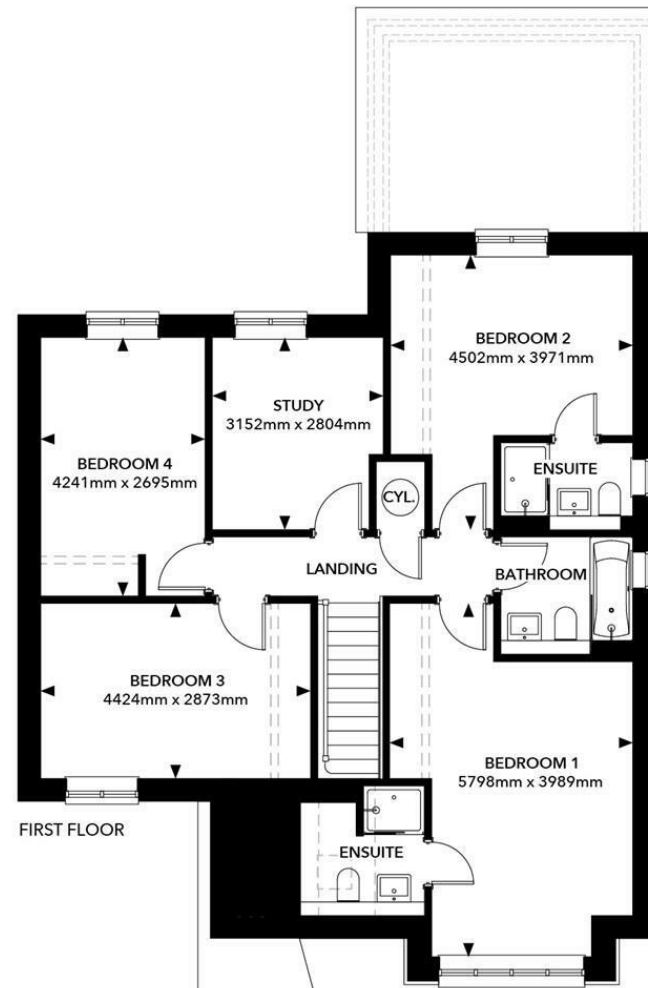 BEDROOM 2
4502mm x 3971mm
STUDY
3152mm x 2804mm
BEDROOM 4
4241mm x 2695mm
ENSUITE
CYL.
LANDING
BATHROOM
BEDROOM 3
4424mm x 2873mm
BEDROOM 1
5798mm x 3989mm
FIRST FLOOR
ENSUITE